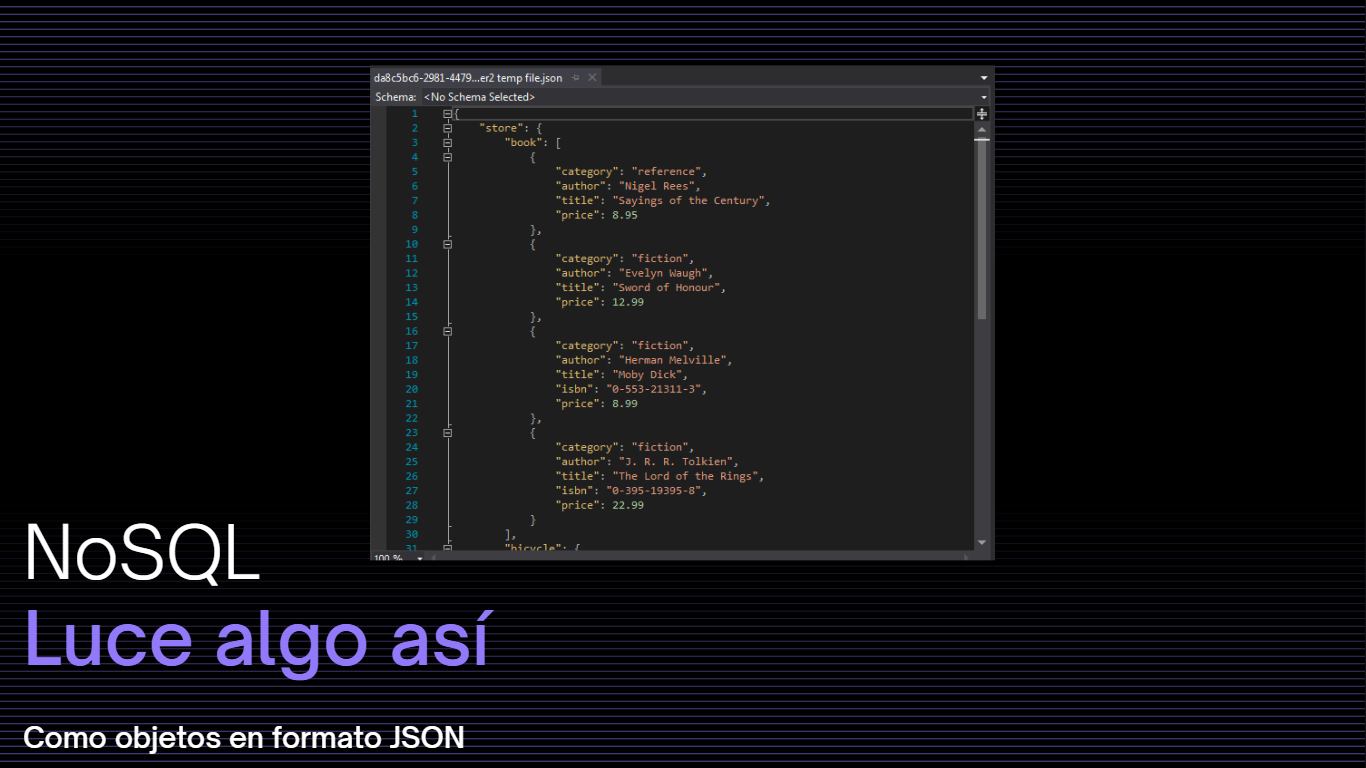 da8c5bc6-2981-4479...er2 temp file.json
Schema: <No Schema Selected>
1 {
2 "store": {
3 "book": [
4 {
5 "category": "reference",
6 "author": "Nigel Rees",
7 "title": "Sayings of the Century",
8 "price": 8.95
9 },
10 {
11 "category": "fiction",
12 "author": "Evelyn Waugh",
13 "title": "Sword of Honour",
14 "price": 12.99
15 },
16 {
17 "category": "fiction",
18 "author": "Herman Melville",
19 "title": "Moby Dick",
20 "isbn": "0-553-21311-3",
21 "price": 8.99
22 },
23 {
24 "category": "fiction",
25 "author": "J. R. R. Tolkien",
26 "title": "The Lord of the Rings",
27 "isbn": "0-395-19395-8",
28 "price": 22.99
29 }
30 ],
31 "bicycle": {
100 %
NoSQL
Luce algo así
Como objetos en formato JSON